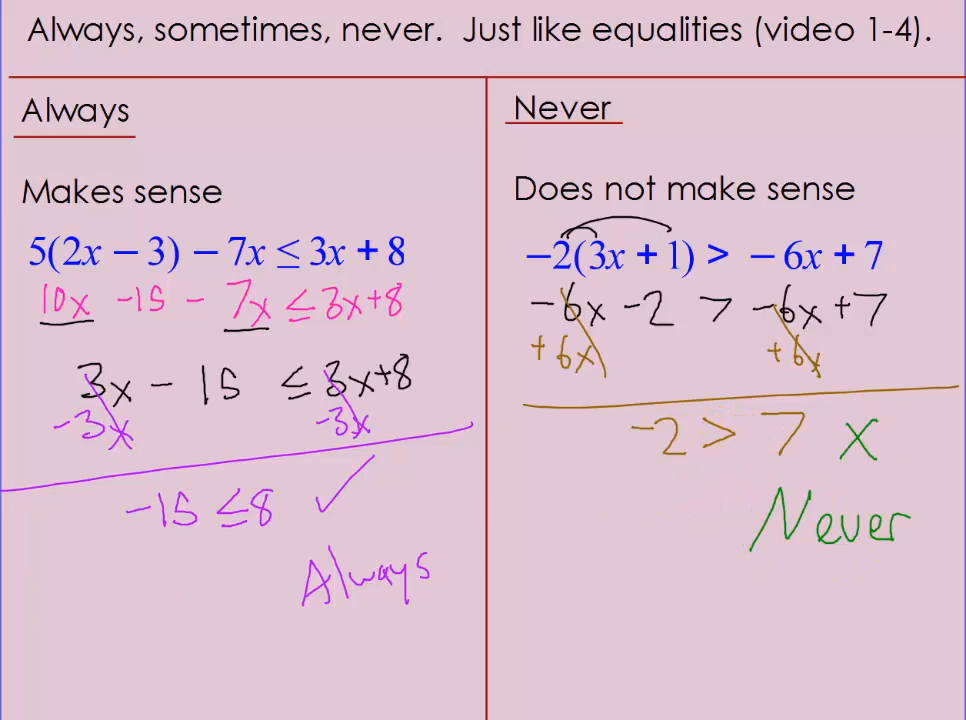 Always, sometimes, never. Just like equalities (video 1-4).
Always
Makes sense
5(2x − 3) − 7x ≤ 3x + 8
10x -15 - 7x ≤ 3x+8
3x - 15 ≤ 3x+8
-3x -3x
-15 ≤ 8 ✓
Always
Never
Does not make sense
−2(3x + 1) > − 6x + 7
-6x -2 > -6x +7
+6x +6x
-2 > 7 X
Never